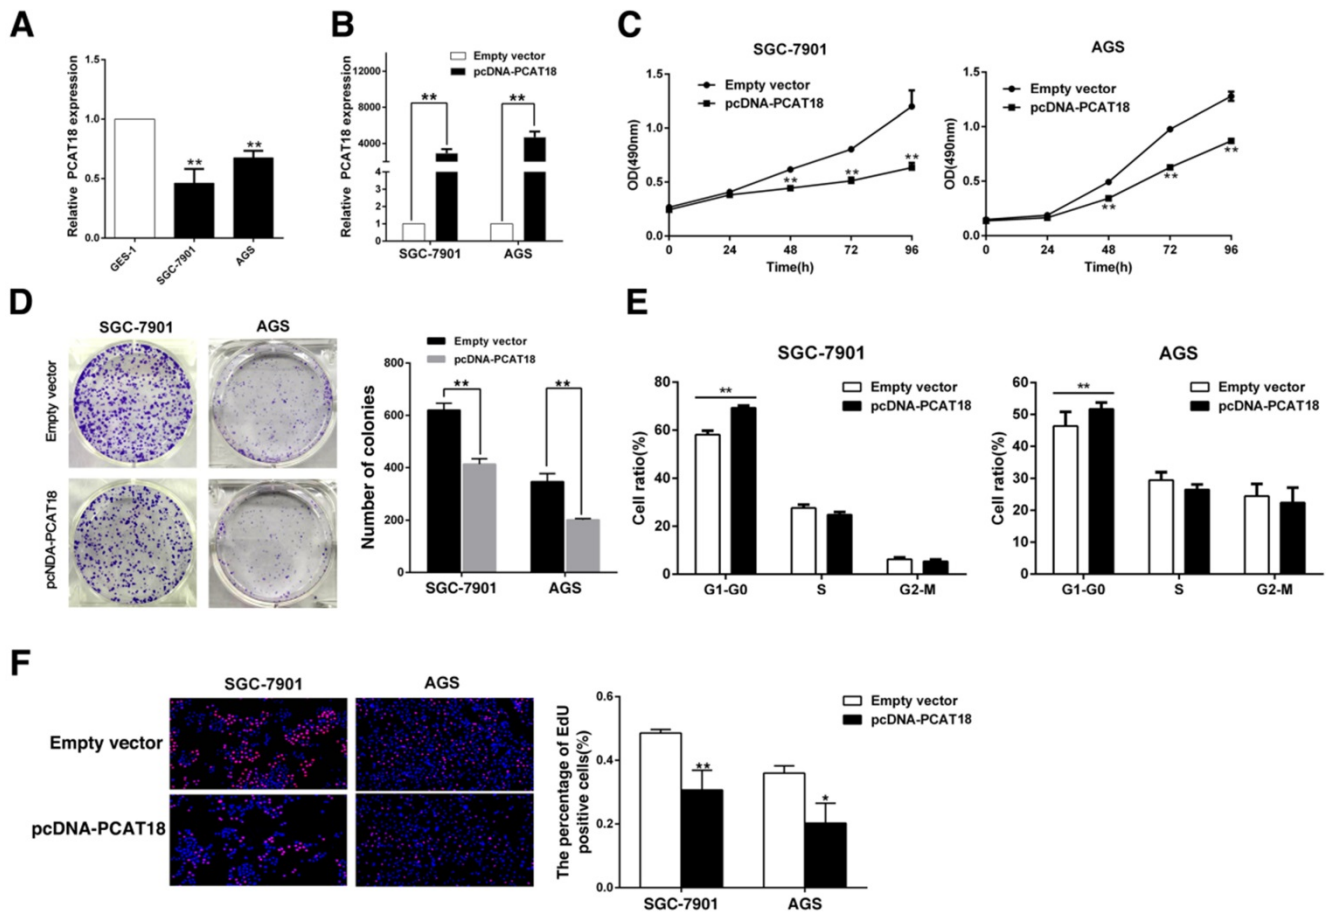 A
Relative PCAT18 expression
1.5
1.0
0.5
0.0
**
**
GES-1
SGC-7901
AGS
B
Empty vector
pcDNA-PCAT18
Relative PCAT18 expression
12000
8000
4000
4
3
2
1
0
**
**
SGC-7901
AGS
C
SGC-7901
Empty vector
pcDNA-PCAT18
OD(490nm)
1.5
1.0
0.5
0.0
**
**
**
0
24
48
72
96
Time(h)
AGS
Empty vector
pcDNA-PCAT18
OD(490nm)
1.5
1.0
0.5
0.0
**
**
**
0
24
48
72
96
Time(h)
D
SGC-7901
AGS
Empty vector
pcNDA-PCAT18
Empty vector
pcDNA-PCAT18
Number of colonies
800
600
400
200
0
**
**
SGC-7901
AGS
E
SGC-7901
Empty vector
pcDNA-PCAT18
Cell ratio(%)
80
60
40
20
0
**
G1-G0
S
G2-M
AGS
Empty vector
pcDNA-PCAT18
Cell ratio(%)
60
50
40
30
20
10
0
**
G1-G0
S
G2-M
F
SGC-7901
AGS
Empty vector
pcDNA-PCAT18
Empty vector
pcDNA-PCAT18
The percentage of EdU
positive cells(%)
0.6
0.4
0.2
0.0
**
*
SGC-7901
AGS